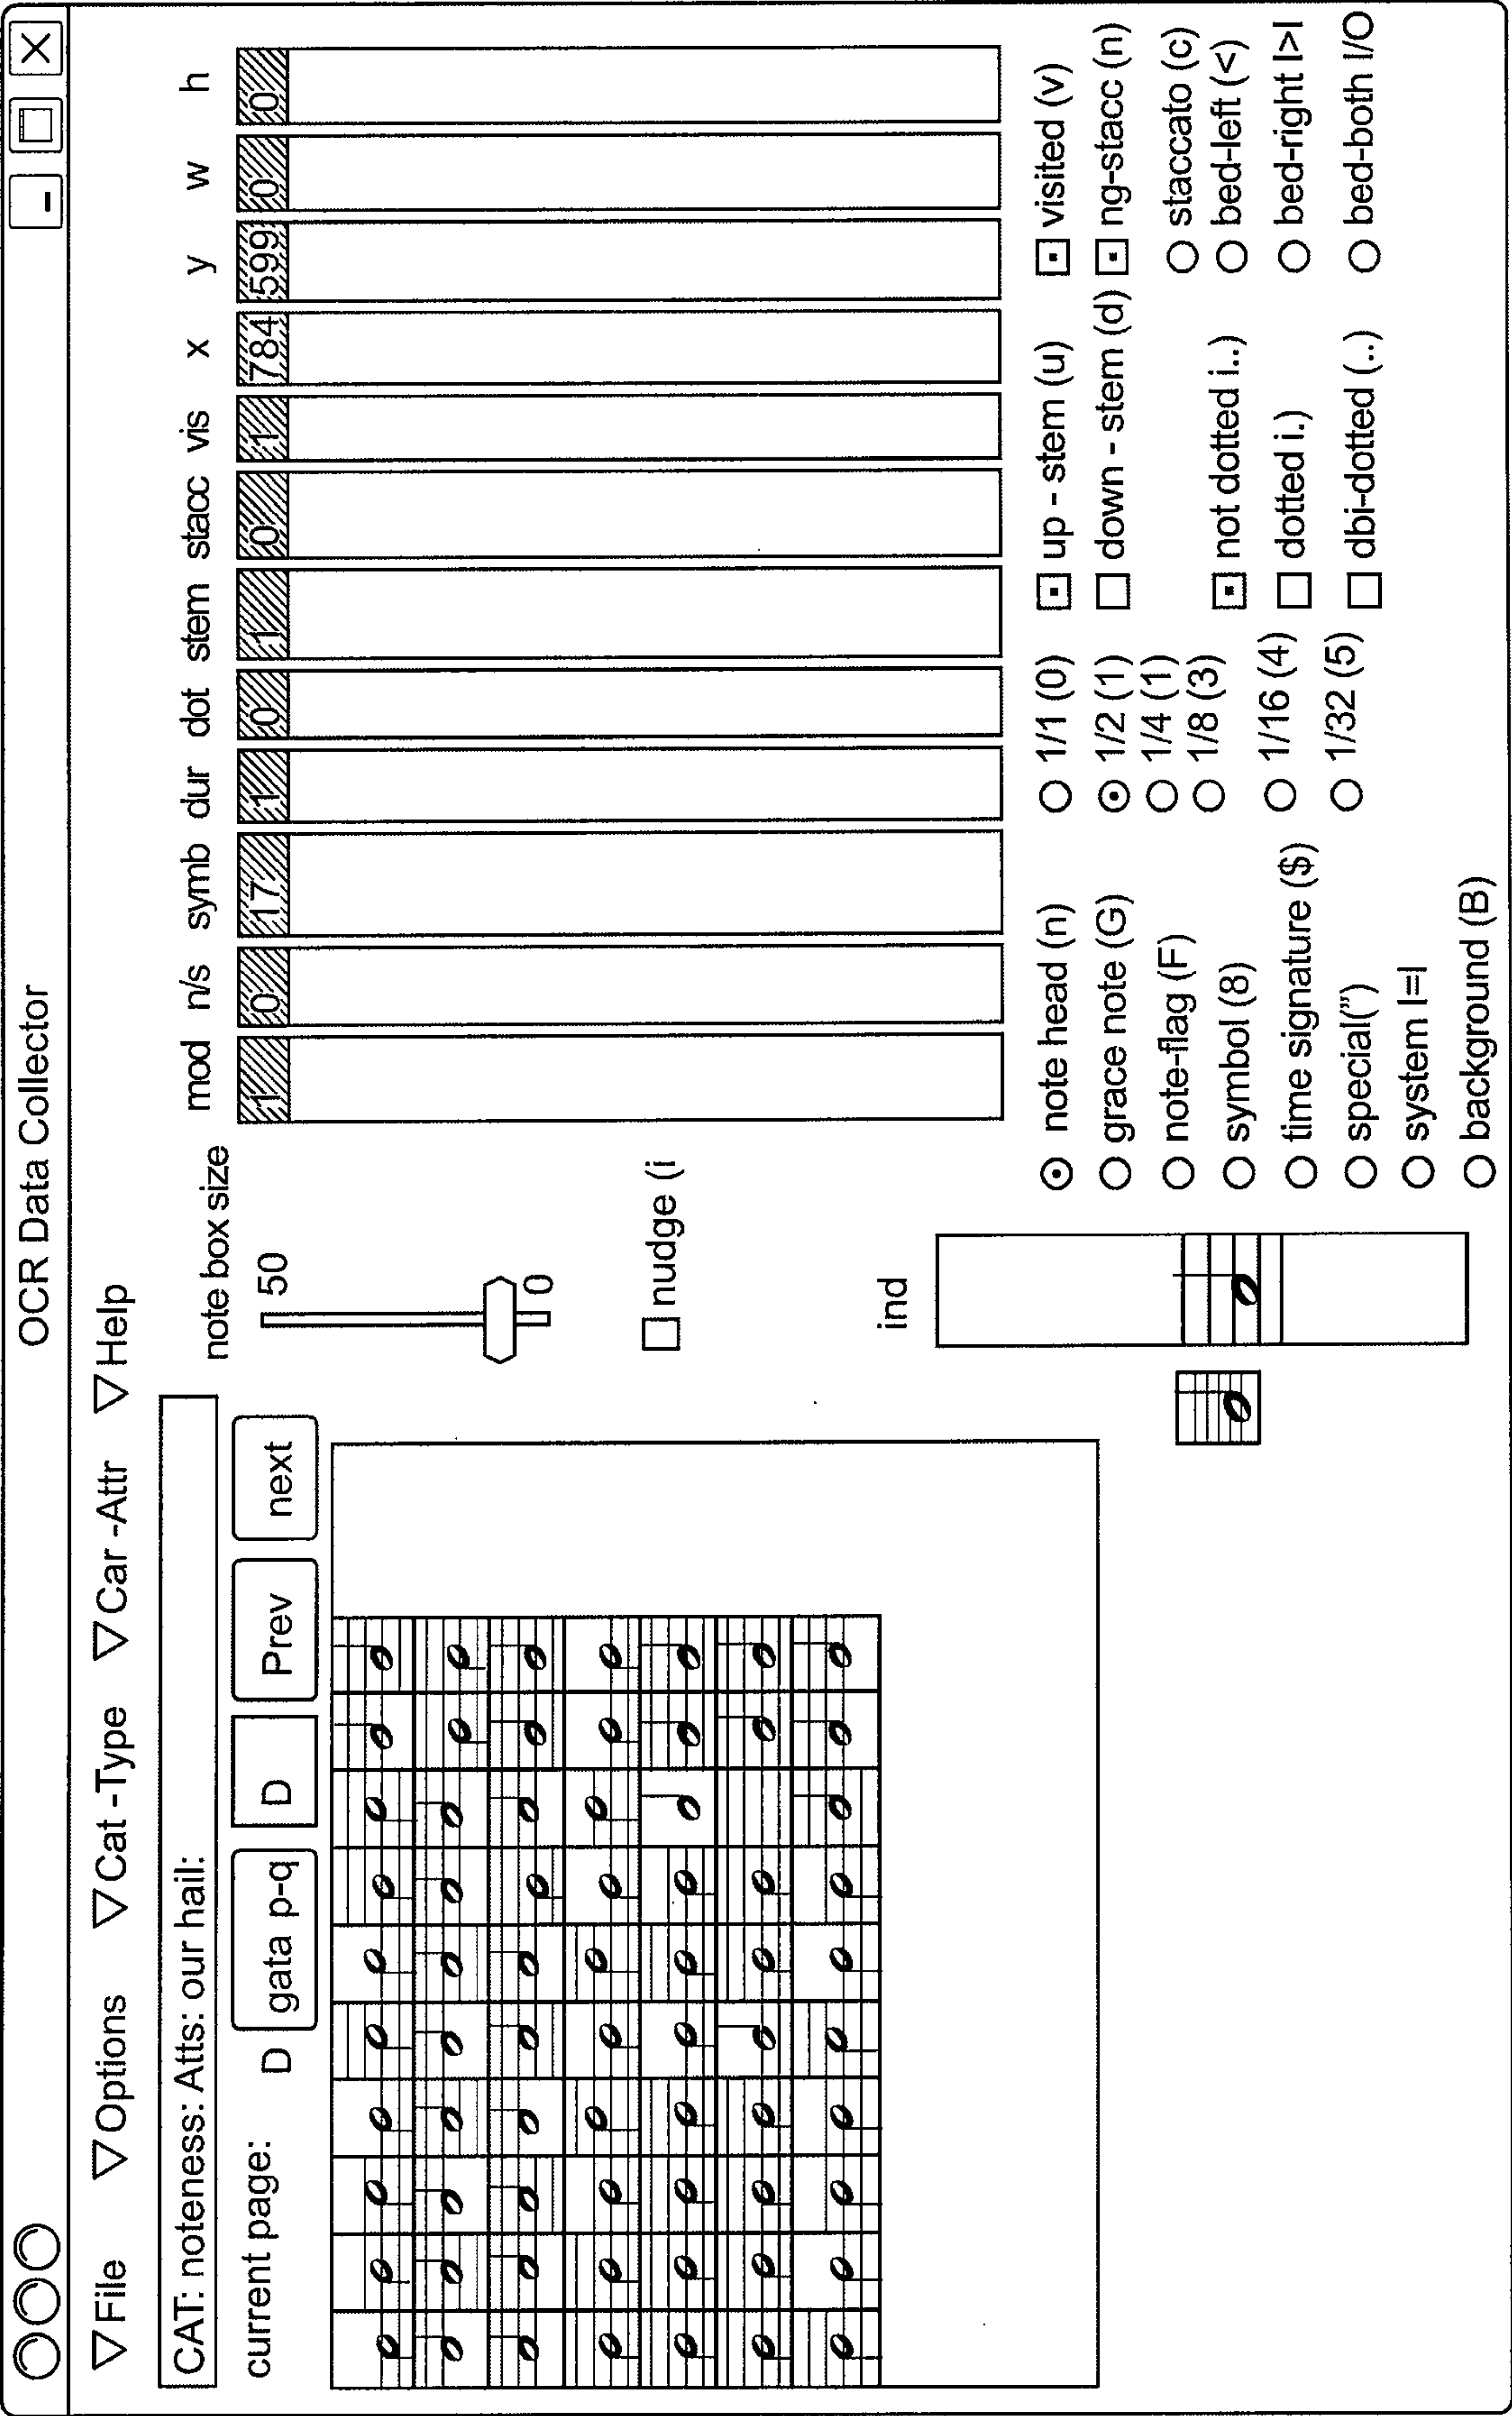 OCR Data Collector
File Options Cat -Type Car -Attr Help
CAT: noteness: Atts: our hail:
current page: D gata p-q D Prev next
note box size
50
0
nudge (i
ind
mod n/s symb dur dot stem stacc vis x y w h
1 0 17 1 0 1 0 1 784 599 0 0
note head (n)
grace note (G)
note-flag (F)
symbol (8)
time signature ($)
special(")
system I=I
background (B)
1/1 (0)
1/2 (1)
1/4 (1)
1/8 (3)
1/16 (4)
1/32 (5)
up - stem (u)
down - stem (d)
not dotted i..)
dotted i.)
dbi-dotted (..)
visited (v)
ng-stacc (n)
staccato (c)
bed-left (<)
bed-right I>I
bed-both I/O